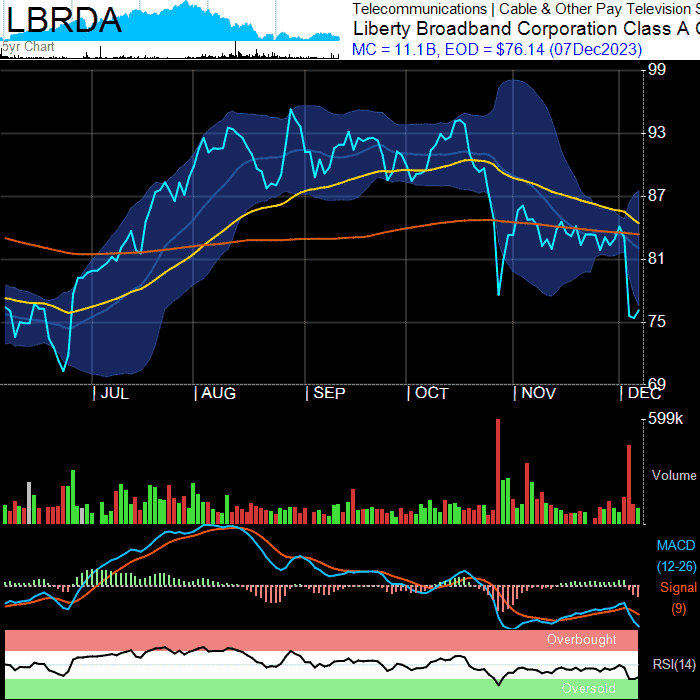 LBRDA
5yr Chart
Telecommunications | Cable & Other Pay Television S
Liberty Broadband Corporation Class A C
MC = 11.1B, EOD = $76.14 (07Dec2023)
99
93
87
81
75
69
JUL AUG SEP OCT NOV DEC
599k
Volume
MACD
(12-26)
Signal
(9)
Overbought
RSI(14)
Oversold